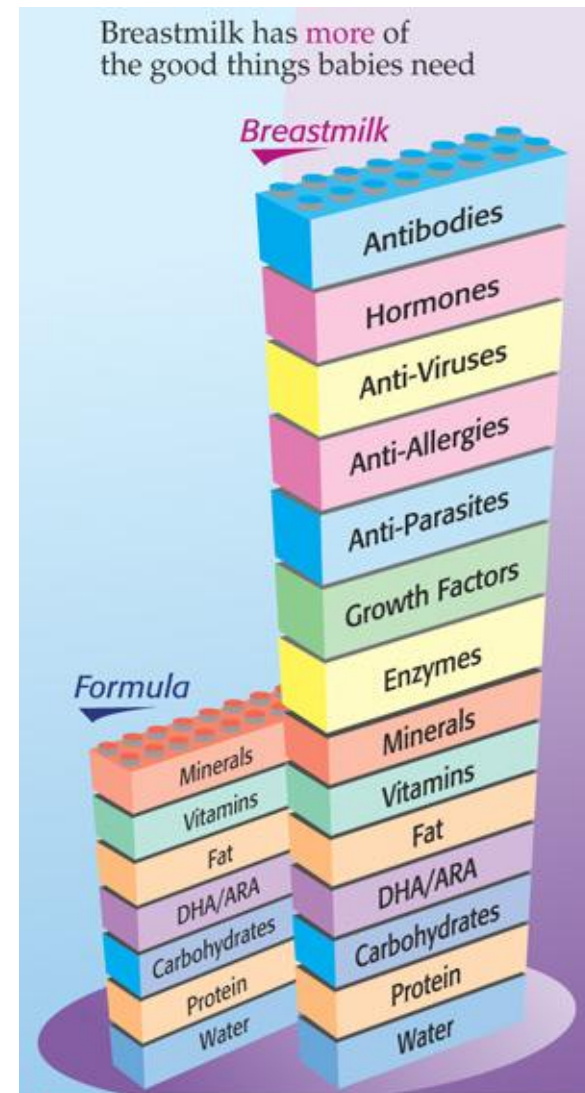 Breastmilk has more of
the good things babies need
Breastmilk
Antibodies
Hormones
Anti-Viruses
Anti-Allergies
Anti-Parasites
Growth Factors
Enzymes
Minerals
Vitamins
Fat
DHA/ARA
Carbohydrates
Protein
Water
Formula
Minerals
Vitamins
Fat
DHA/ARA
Carbohydrates
Protein
Water